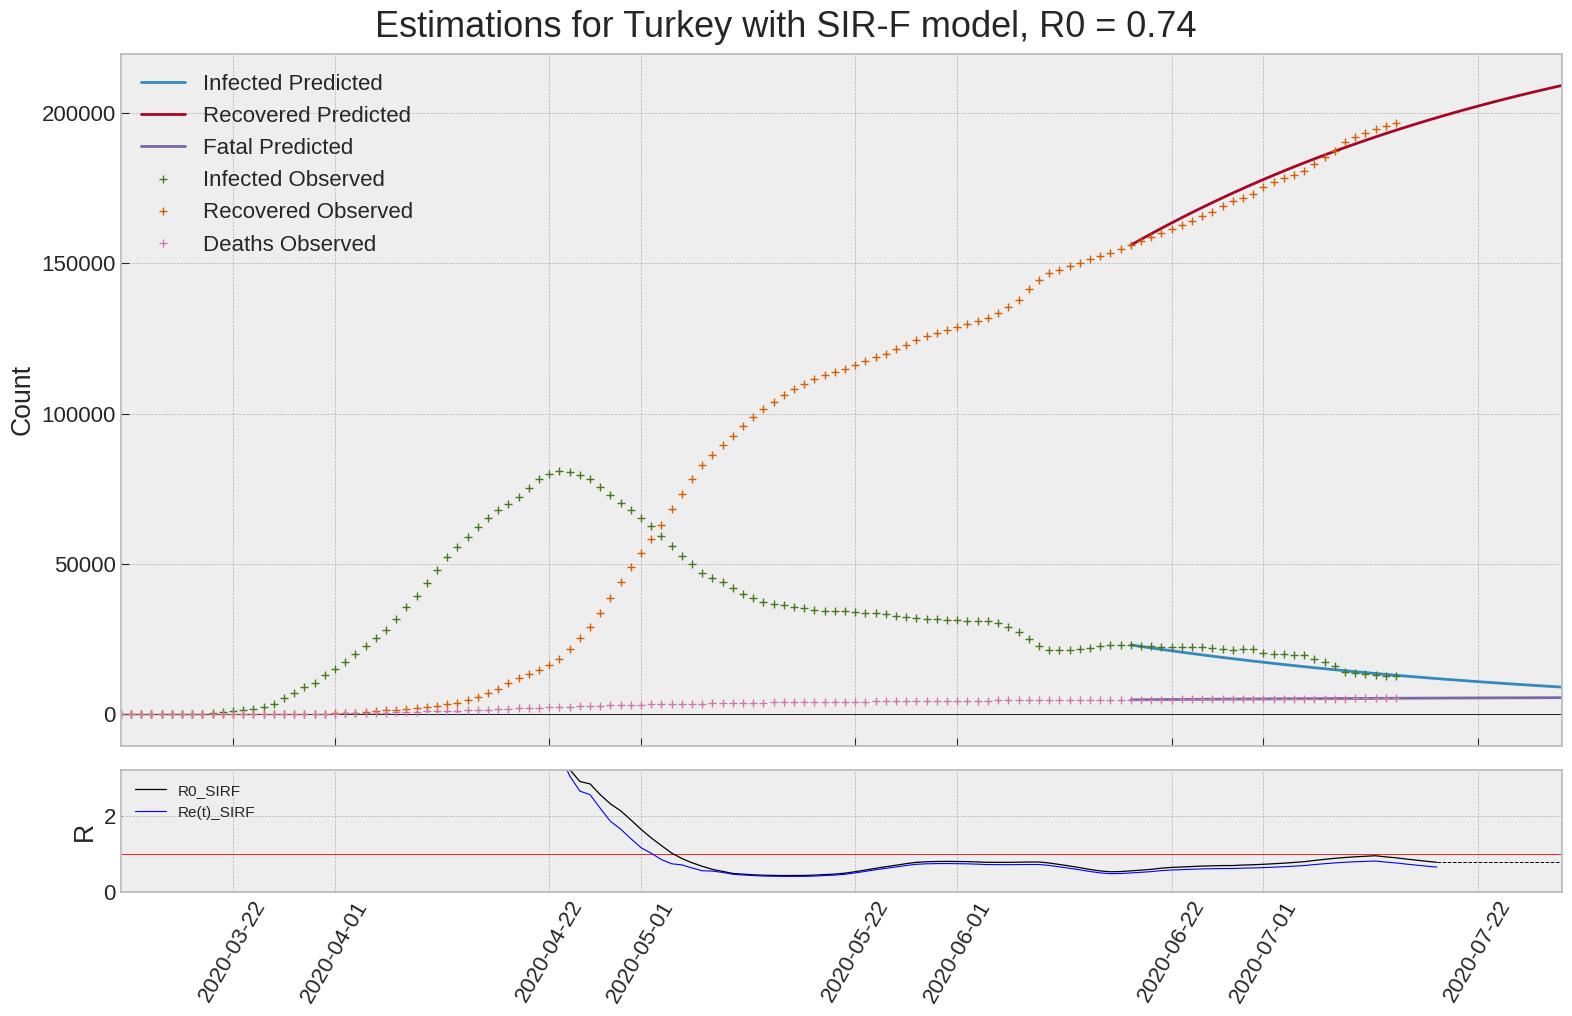 Estimations for Turkey with SIR-F model, R0 = 0.74
Infected Predicted
Recovered Predicted
Fatal Predicted
Infected Observed
Recovered Observed
Deaths Observed
Count
200000
150000
100000
50000
0
R0_SIRF
Re(t)_SIRF
R
2
0
2020-03-22
2020-04-01
2020-04-22
2020-05-01
2020-05-22
2020-06-01
2020-06-22
2020-07-01
2020-07-22